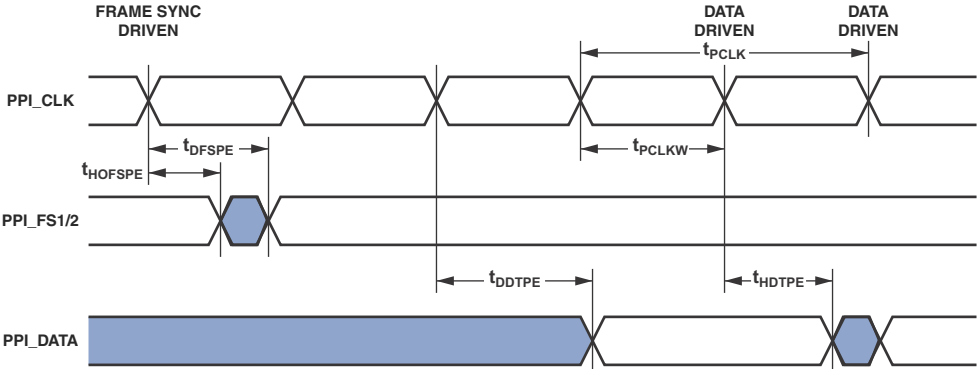 FRAME SYNC
DRIVEN
DATA
DRIVEN
DATA
DRIVEN
tPCLK
PPI_CLK
tDFSPE
tPCLKW
tHOFSPE
PPI_FS1/2
tDDTPE
tHDTPE
PPI_DATA